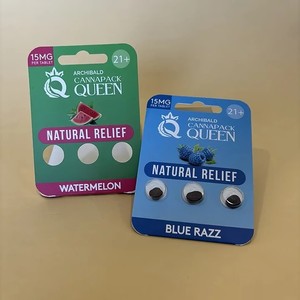 15MG
PER TABLET
21+
ARCHIBALD
CANNAPACK
QUEEN
NATURAL RELIEF
WATERMELON
15MG
PER TABLET
21+
ARCHIBALD
CANNAPACK
QUEEN
NATURAL RELIEF
BLUE RAZZ